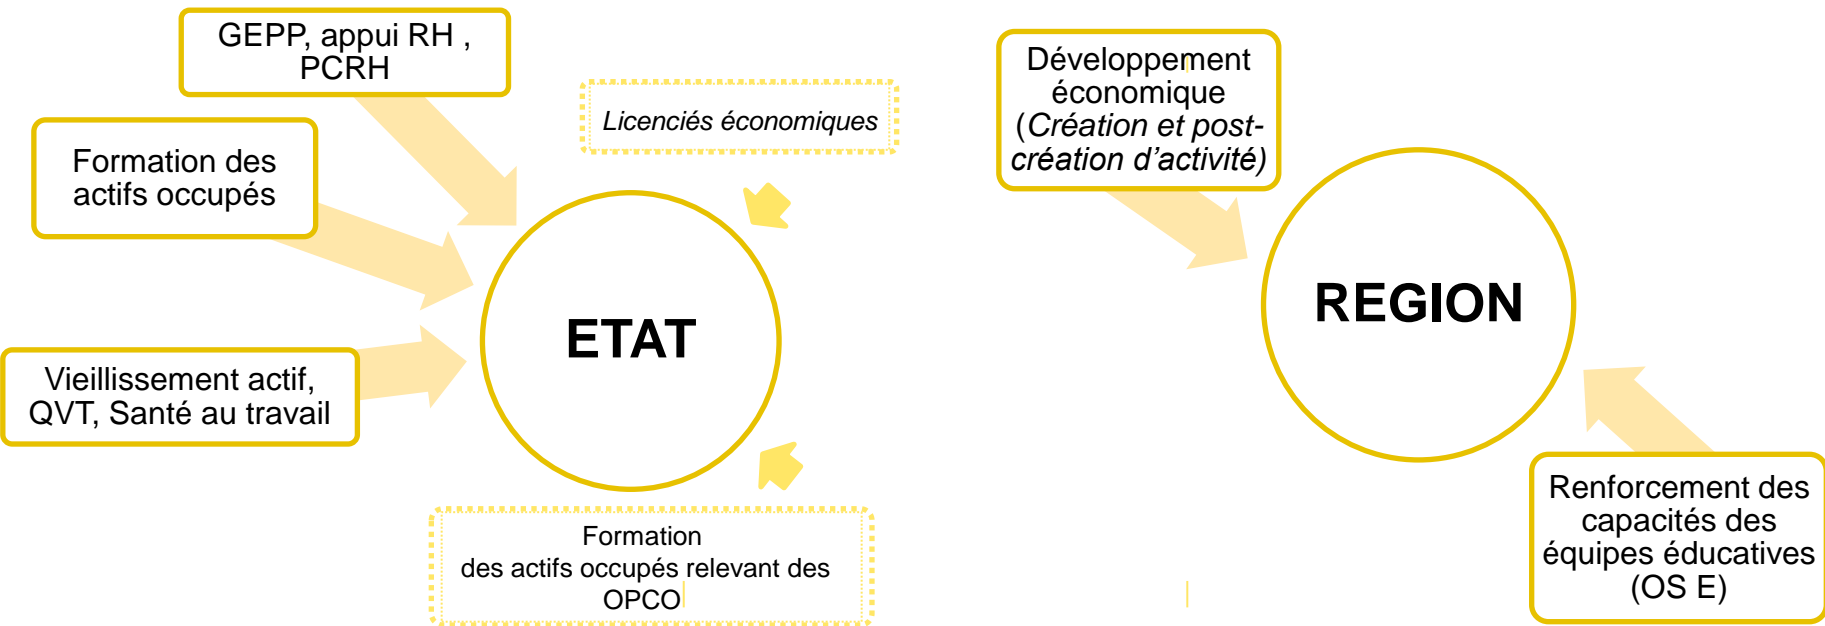 GEPP, appui RH ,
PCRH
Licenciés économiques
Formation des
actifs occupés
ETAT
Vieillissement actif,
QVT, Santé au travail
Formation
des actifs occupés relevant des
OPCO
Développement
économique
(Création et post-
création d'activité)
REGION
Renforcement des
capacités des
équipes éducatives
(OS E)